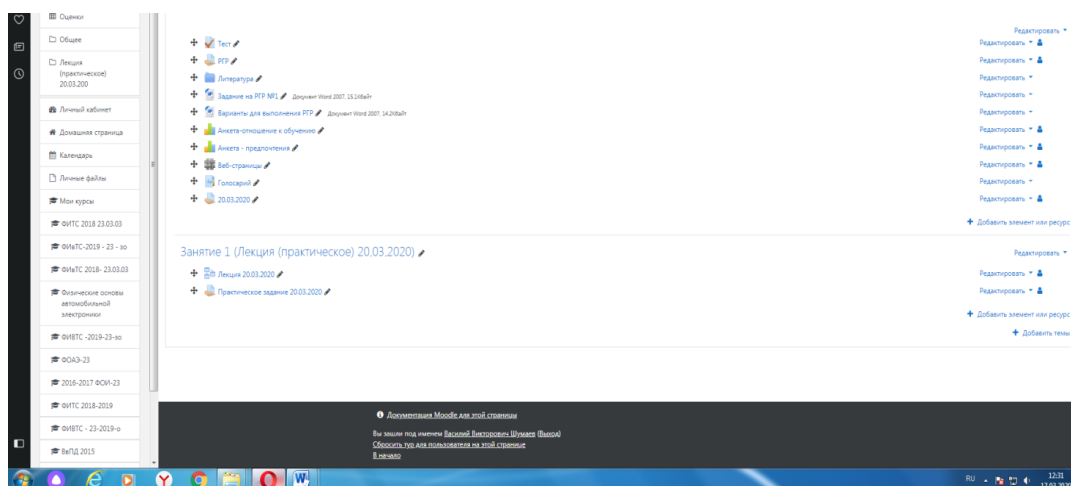 Оценки
Общее
Лекция
(практическое)
20.03.200
Личный кабинет
Домашняя страница
Календарь
Личные файлы
Мои курсы
ФИТС 2018 23.03.03
ФИвТС-2019 - 23 - зо
ФИвТС 2018- 23.03.03
Физические основы
автомобильной
электроники
ФИВТС -2019-23-зо
ФОАЭ-23
2016-2017 ФОИ-23
ФИТС 2018-2019
ФИВТС - 23-2019-о
ВвПД 2015
Редактировать
Тест Редактировать
РГР Редактировать
Литература Редактировать
Задание на РГР №1 Документ Word 2007, 15.1Кбайт Редактировать
Варианты для выполнения РГР Документ Word 2007, 14.2Кбайт Редактировать
Анкета-отношение к обучению Редактировать
Анкета - предпочтения Редактировать
Веб-страницы Редактировать
Голосарий Редактировать
20.03.2020 Редактировать
Добавить элемент или ресурс
Занятие 1 (Лекция (практическое) 20.03.2020) Редактировать
Лекция 20.03.2020 Редактировать
Практическое задание 20.03.2020 Редактировать
Добавить элемент или ресурс
Добавить темы
Документация Moodle для этой страницы
Вы зашли под именем Василий Викторович Шумаев (Выход)
Сбросить тур для пользователя на этой странице
В начало
RU 12:31
17.03.2020